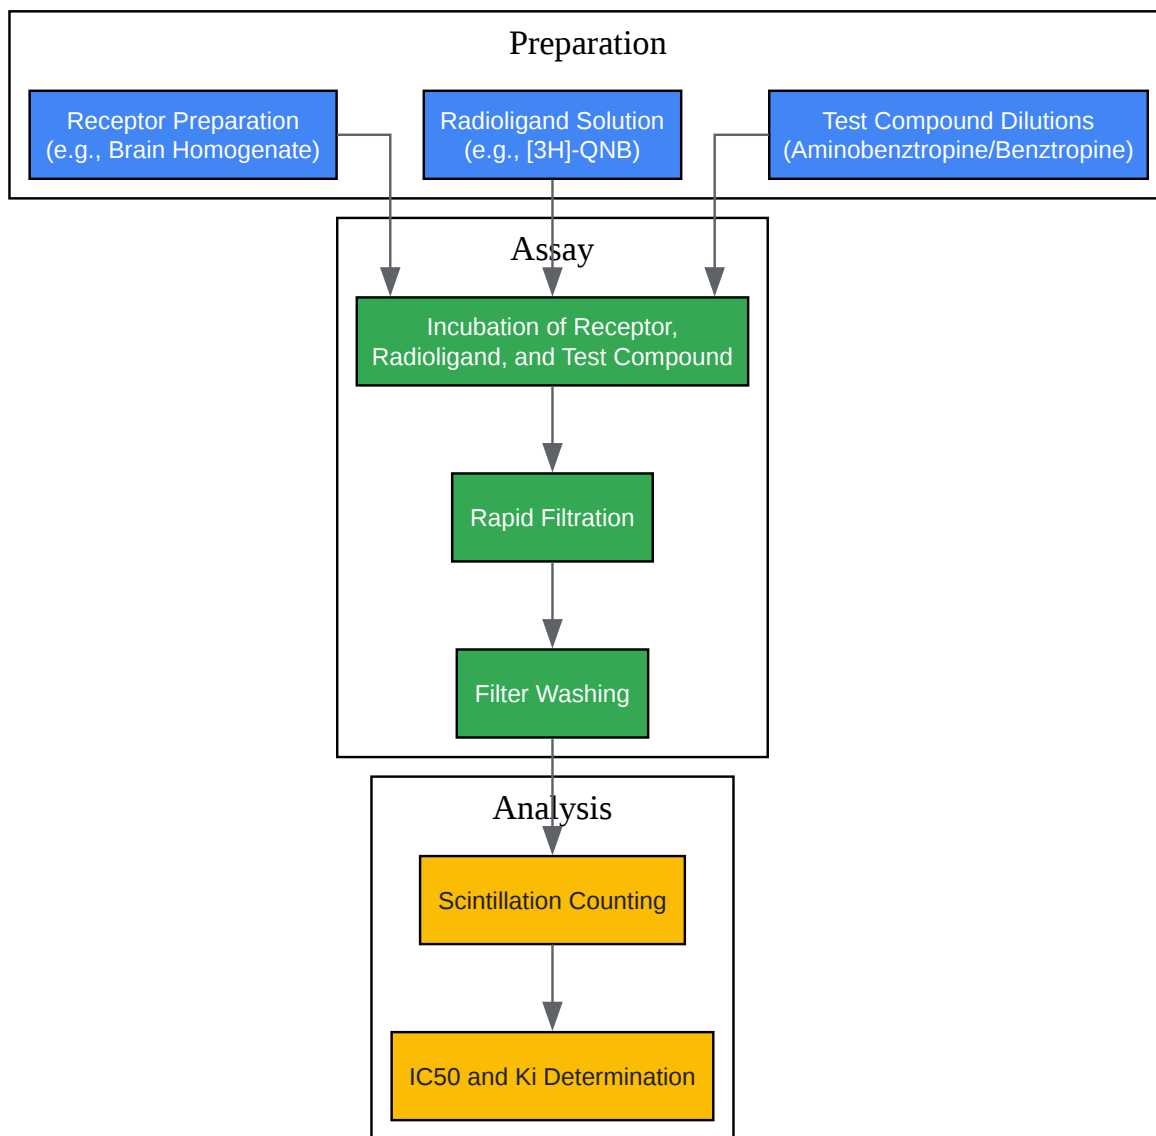 Preparation
Receptor Preparation
(e.g., Brain Homogenate)
Radioligand Solution
(e.g., [3H]-QNB)
Test Compound Dilutions
(Aminobenztropine/Benztropine)
Assay
Incubation of Receptor,
Radioligand, and Test Compound
Rapid Filtration
Filter Washing
Analysis
Scintillation Counting
IC50 and Ki Determination